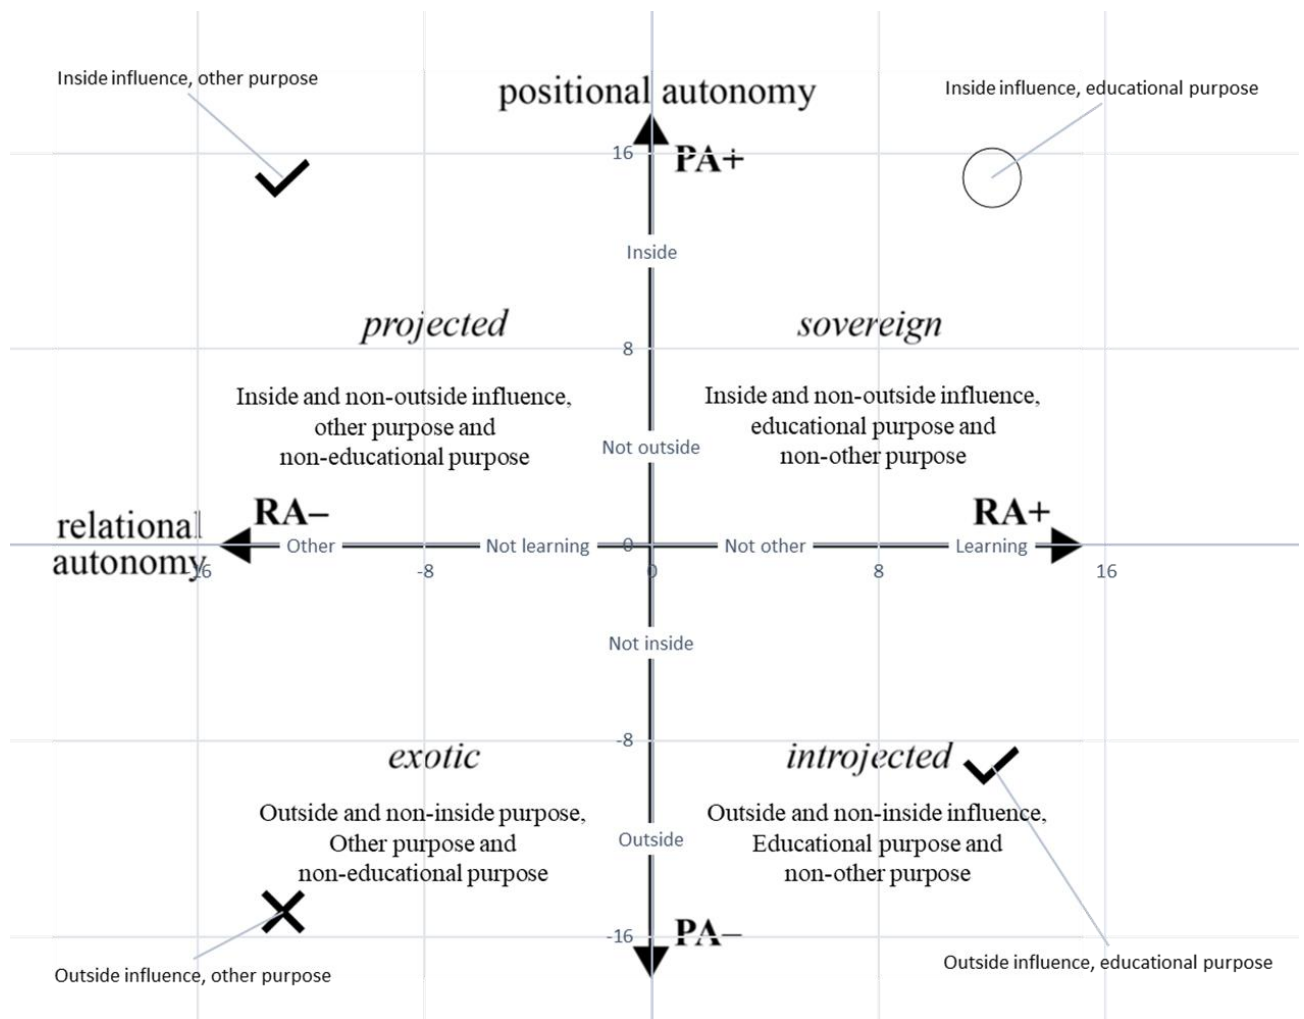 Inside influence, other purpose
Inside influence, educational purpose
positional autonomy
16
PA+
Inside
projected
sovereign
8
Inside and non-outside influence,
other purpose and
non-educational purpose
Inside and non-outside influence,
educational purpose and
non-other purpose
Not outside
relational
autonomy
RA–
RA+
Other
Not learning
0
Not other
Learning
16
-8
0
8
16
Not inside
-8
exotic
introjected
Outside and non-inside purpose,
Other purpose and
non-educational purpose
Outside and non-inside influence,
Educational purpose and
non-other purpose
Outside
-16
PA–
Outside influence, other purpose
Outside influence, educational purpose